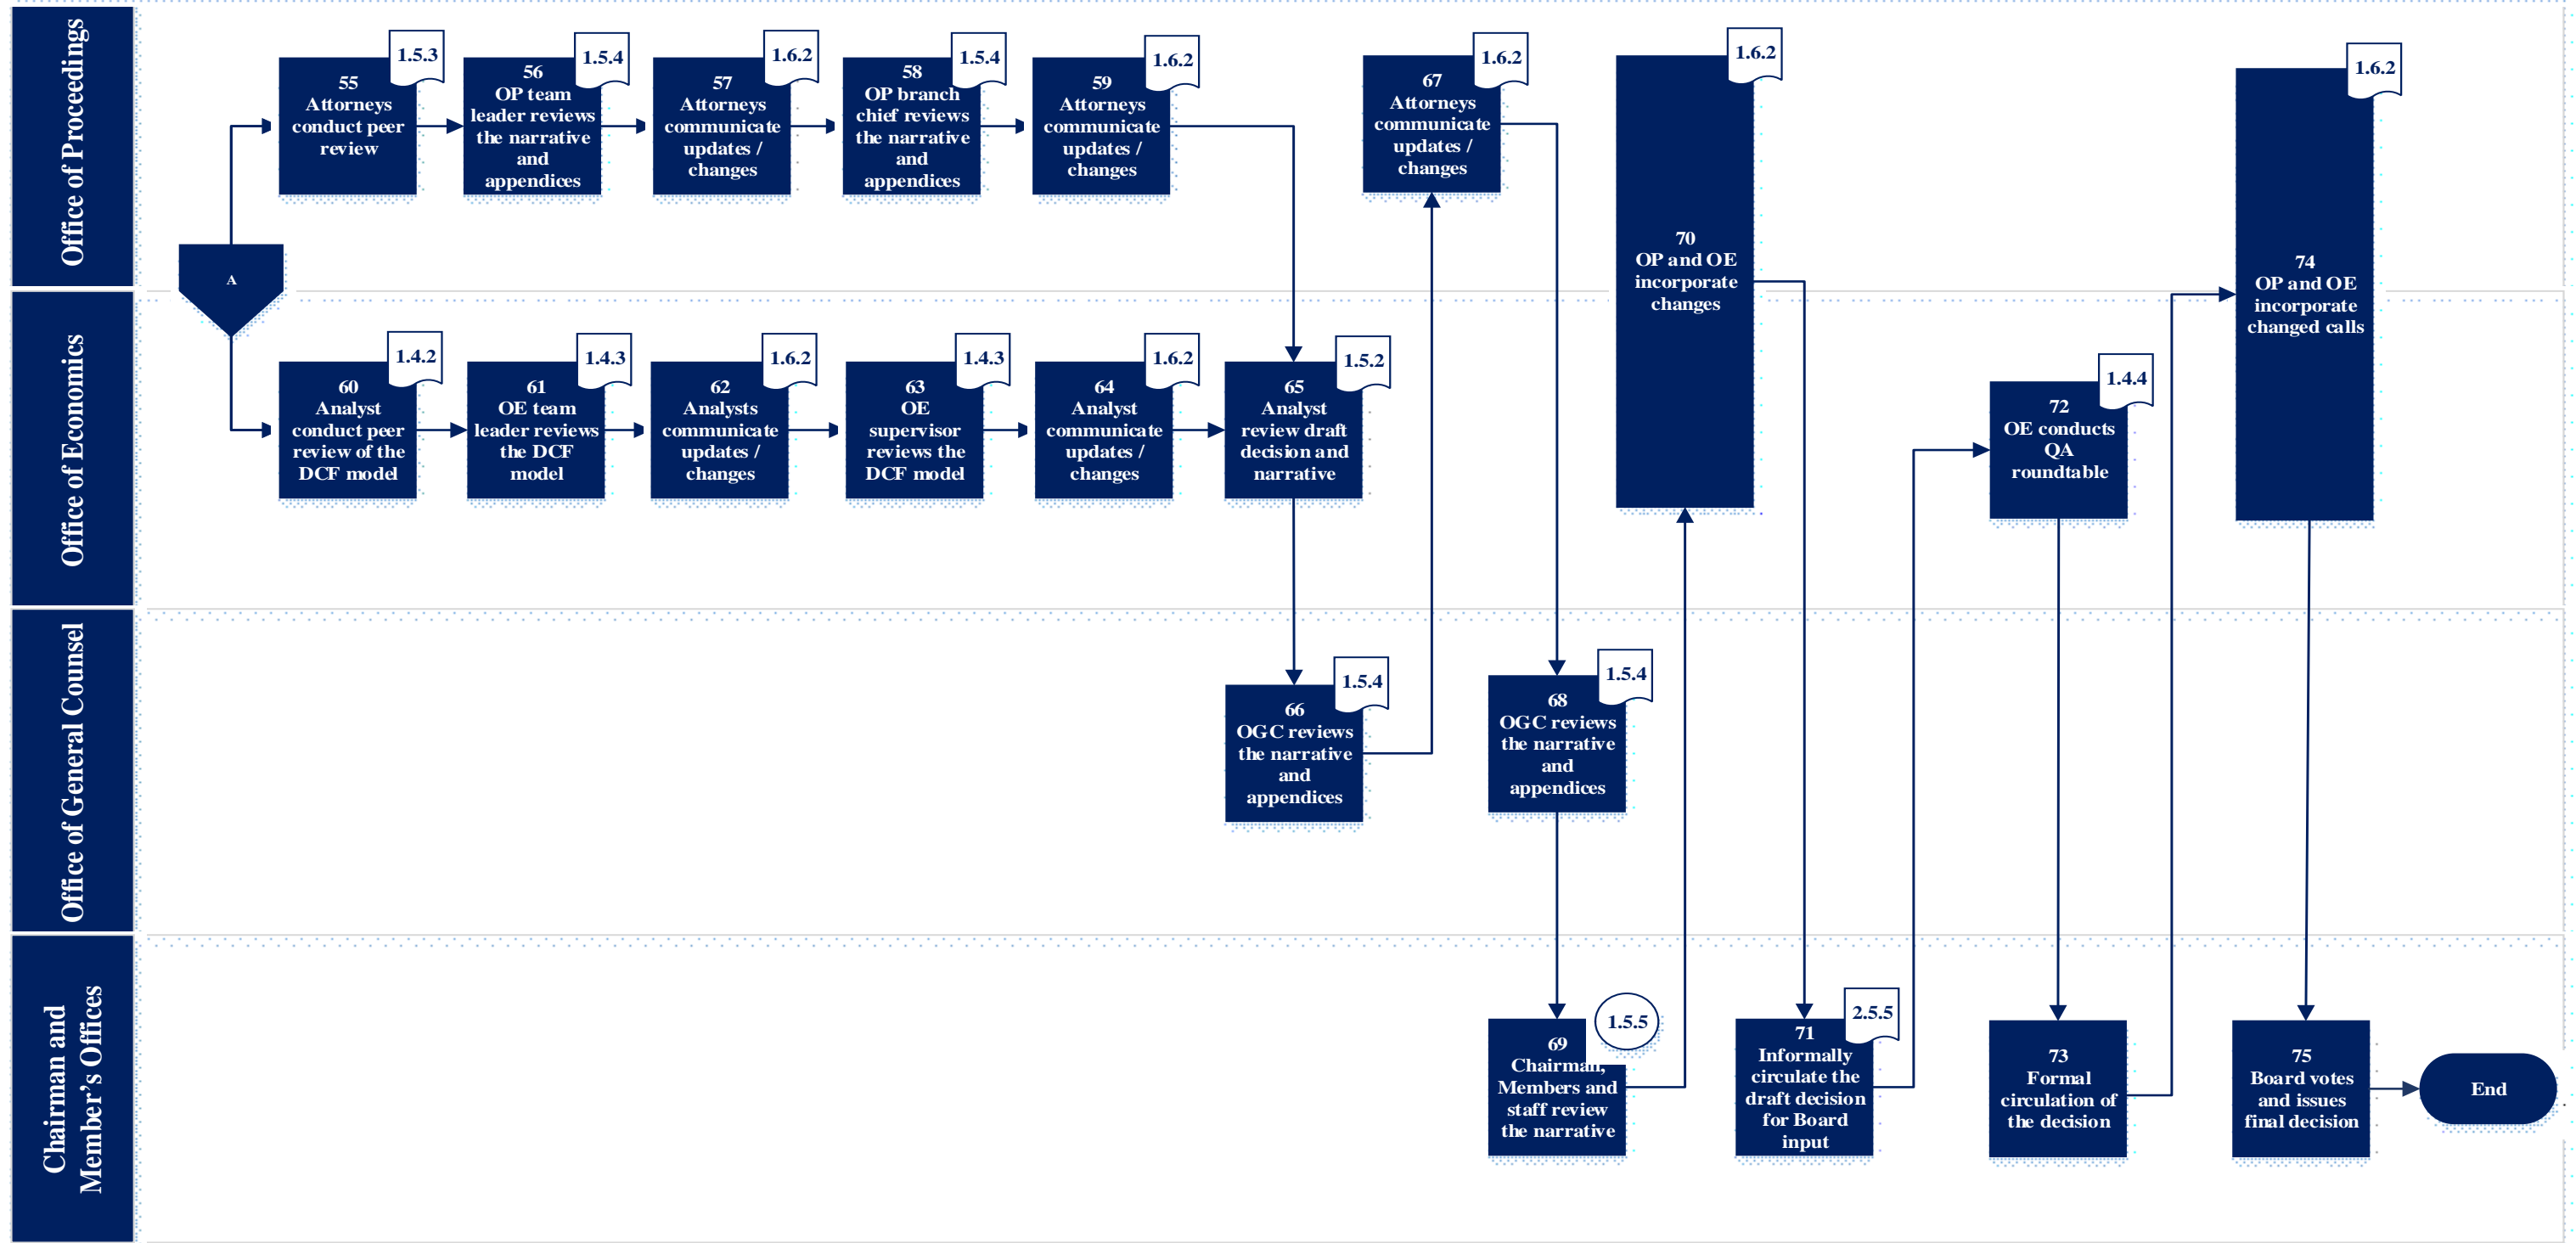 Office of Proceedings
1.5.3
55
Attorneys
conduct peer
review
1.5.4
56
OP team
leader reviews
the narrative
and
appendices
1.6.2
57
Attorneys
communicate
updates /
changes
1.5.4
58
OP branch
chief reviews
the narrative
and
appendices
1.6.2
59
Attorneys
communicate
updates /
changes
1.6.2
67
Attorneys
communicate
updates /
changes
1.6.2
70
OP and OE
incorporate
changes
1.6.2
74
OP and OE
incorporate
changed calls
A
Office of Economics
1.4.2
60
Analyst
conduct peer
review of the
DCF model
1.4.3
61
OE team
leader reviews
the DCF
model
1.6.2
62
Analysts
communicate
updates /
changes
1.4.3
63
OE
supervisor
reviews the
DCF model
1.6.2
64
Analyst
communicate
updates /
changes
1.5.2
65
Analyst
review draft
decision and
narrative
1.4.4
72
OE conducts
QA
roundtable
Office of General Counsel
1.5.4
66
OGC reviews
the narrative
and
appendices
1.5.4
68
OGC reviews
the narrative
and
appendices
Chairman and
Member’s Offices
1.5.5
69
Chairman,
Members and
staff review
the narrative
2.5.5
71
Informally
circulate the
draft decision
for Board
input
73
Formal
circulation of
the decision
75
Board votes
and issues
final decision
End